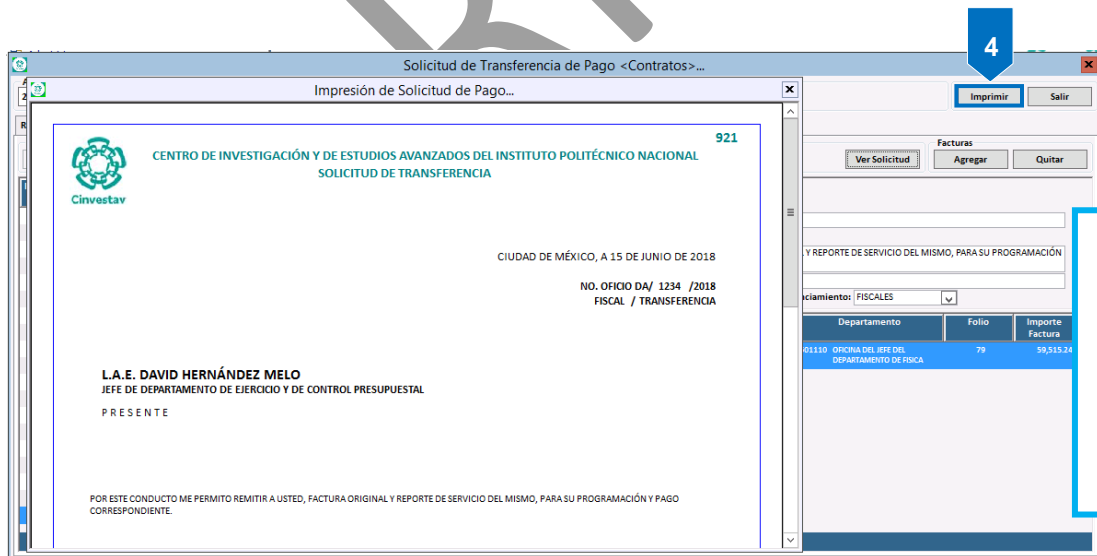 4
Solicitud de Transferencia de Pago <Contratos>...
Impresión de Solicitud de Pago...
Imprimir Salir
921
CENTRO DE INVESTIGACIÓN Y DE ESTUDIOS AVANZADOS DEL INSTITUTO POLITÉCNICO NACIONAL
SOLICITUD DE TRANSFERENCIA
Cinvestav
CIUDAD DE MÉXICO, A 15 DE JUNIO DE 2018
NO. OFICIO DA/ 1234 /2018
FISCAL / TRANSFERENCIA
L.A.E. DAVID HERNÁNDEZ MELO
JEFE DE DEPARTAMENTO DE EJERCICIO Y DE CONTROL PRESUPUESTAL
P R E S E N T E
POR ESTE CONDUCTO ME PERMITO REMITIR A USTED, FACTURA ORIGINAL Y REPORTE DE SERVICIO DEL MISMO, PARA SU PROGRAMACIÓN Y PAGO
CORRESPONDIENTE.
Facturas
Ver Solicitud Agregar Quitar
Y REPORTE DE SERVICIO DEL MISMO, PARA SU PROGRAMACIÓN
nciamiento: FISCALES
Departamento Folio Importe
Factura
01110 OFICINA DEL JEFE DEL 79 59,515.24
DEPARTAMENTO DE FISICA